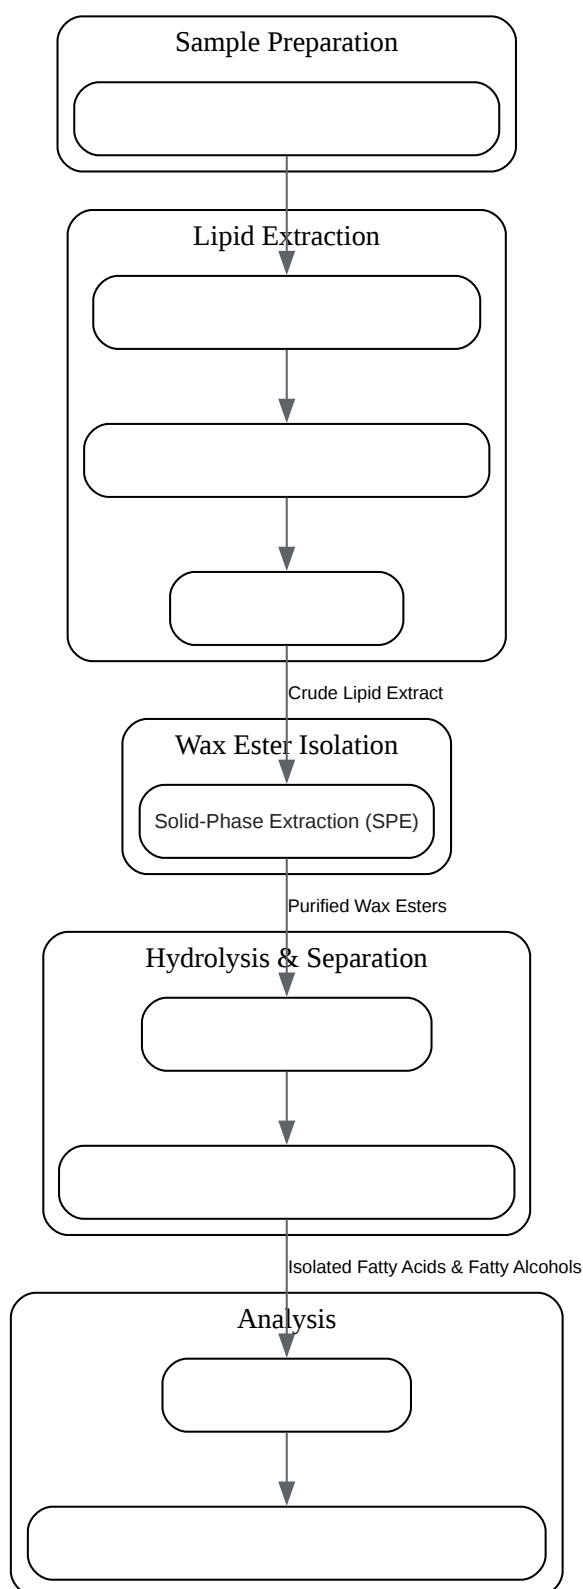 Sample Preparation
Lipid Extraction
Crude Lipid Extract
Wax Ester Isolation
Solid-Phase Extraction (SPE)
Purified Wax Esters
Hydrolysis & Separation
Isolated Fatty Acids & Fatty Alcohols
Analysis